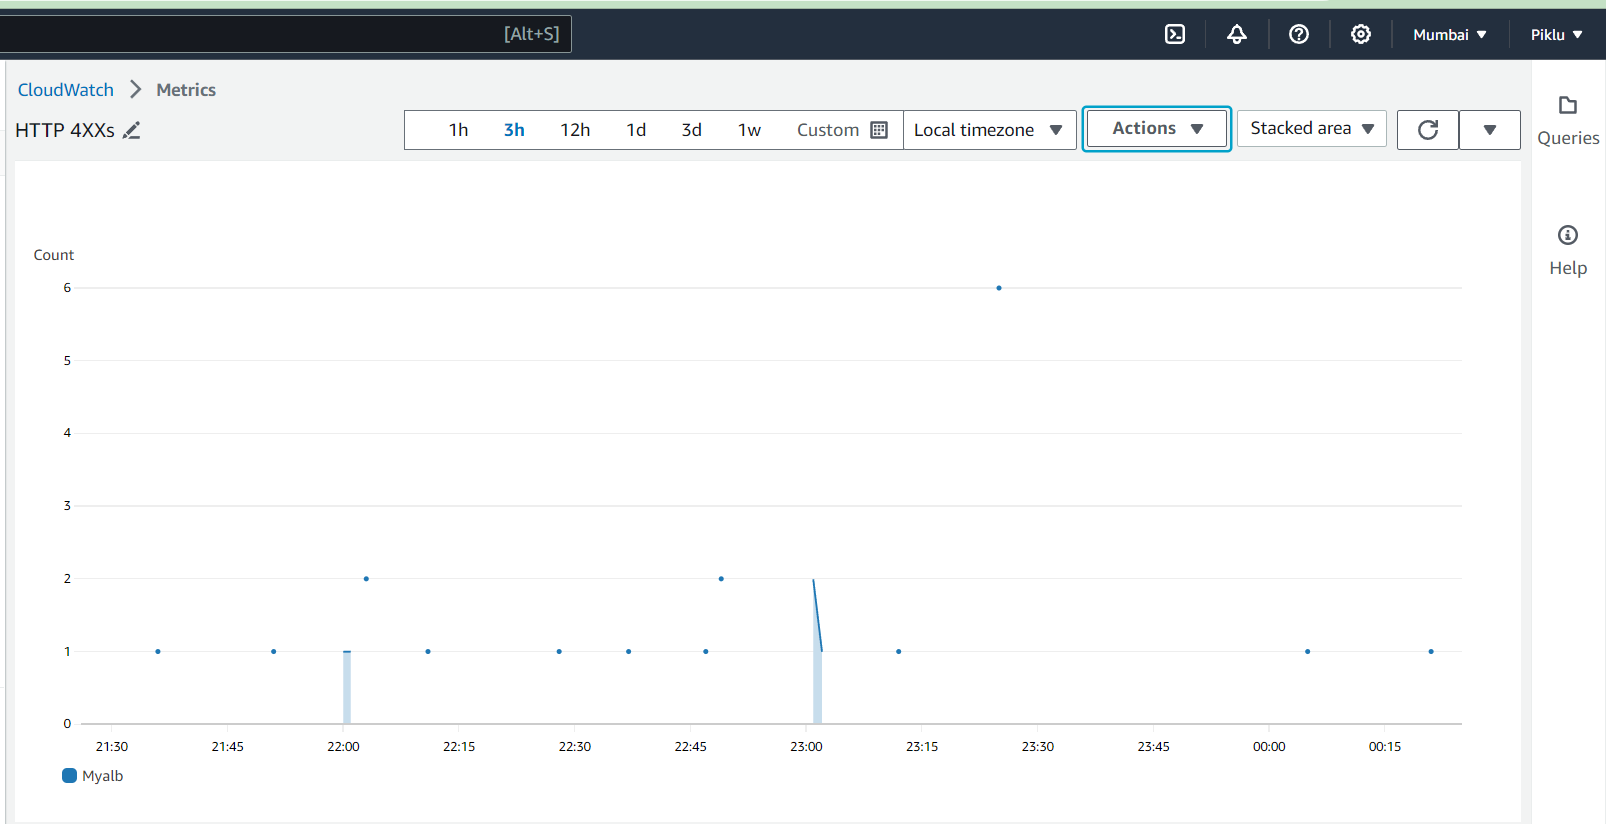 [Alt+S] Mumbai Piklu
CloudWatch Metrics
HTTP 4XXs 1h 3h 12h 1d 3d 1w Custom Local timezone Actions Stacked area
Queries
Help
Count
6
5
4
3
2
1
0
21:30 21:45 22:00 22:15 22:30 22:45 23:00 23:15 23:30 23:45 00:00 00:15
Myalb